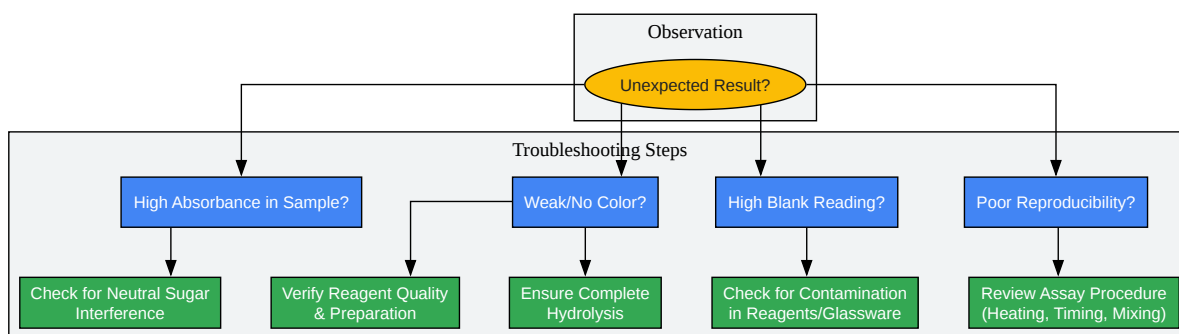 Observation
Unexpected Result?
Troubleshooting Steps
High Absorbance in Sample?
Weak/No Color?
High Blank Reading?
Poor Reproducibility?
Check for Neutral Sugar
Interference
Verify Reagent Quality
& Preparation
Ensure Complete
Hydrolysis
Check for Contamination
in Reagents/Glassware
Review Assay Procedure
(Heating, Timing, Mixing)